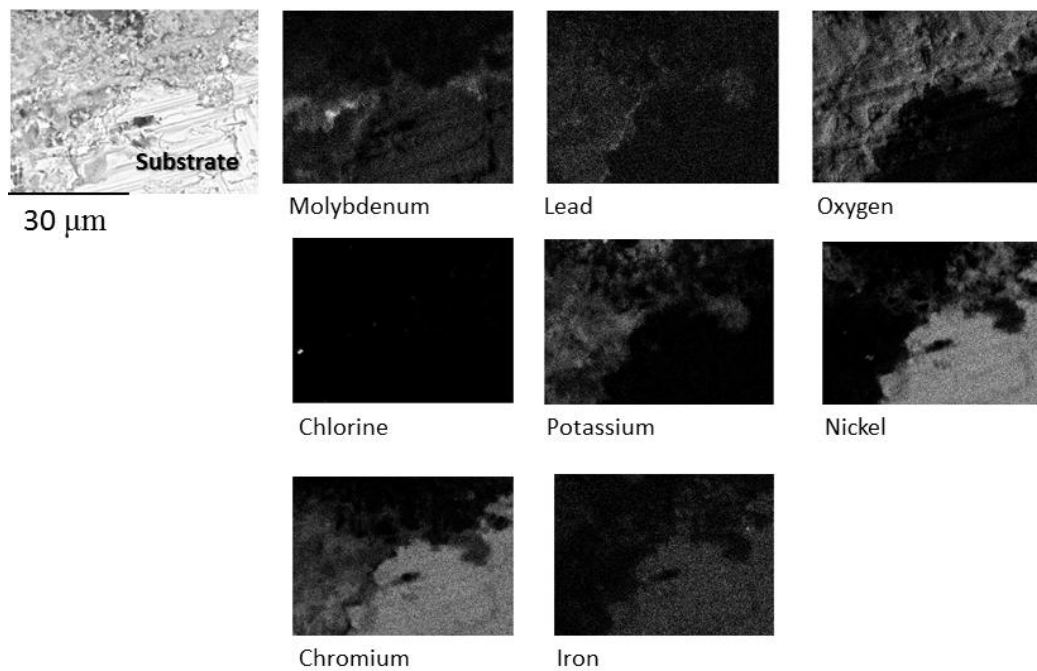 Substrate
30 μm
Molybdenum
Lead
Oxygen
Chlorine
Potassium
Nickel
Chromium
Iron